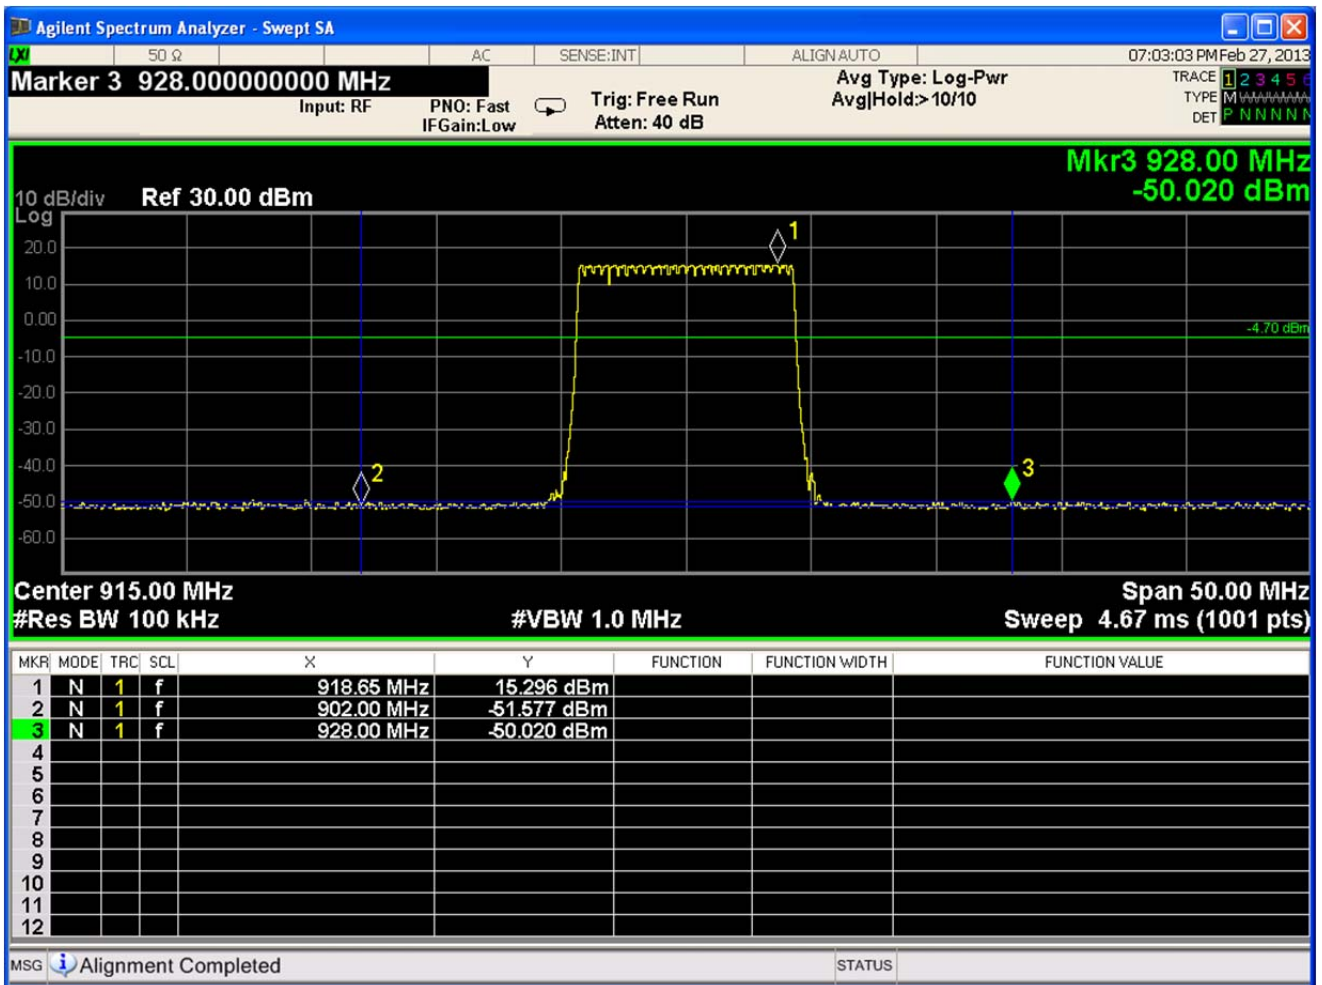 Agilent Spectrum Analyzer - Swept SA
LXI 50 Ω AC SENSE:INT ALIGN AUTO 07:03:03 PM Feb 27, 2013
Marker 3 928.000000000 MHz
Input: RF PNO: Fast IFGain:Low
Trig: Free Run
Atten: 40 dB
Avg Type: Log-Pwr
Avg|Hold:> 10/10
TRACE 1 2 3 4 5 6
TYPE M
DET P N N N N N
Mkr3 928.00 MHz
-50.020 dBm
10 dB/div Ref 30.00 dBm
Log
1
20.0
10.0
0.00
-4.70 dBm
-10.0
-20.0
-30.0
-40.0
2 3
-50.0
-60.0
Center 915.00 MHz Span 50.00 MHz
#Res BW 100 kHz #VBW 1.0 MHz Sweep 4.67 ms (1001 pts)
MKR MODE TRC SCL X Y FUNCTION FUNCTION WIDTH FUNCTION VALUE
1 N 1 f 918.65 MHz 15.296 dBm
2 N 1 f 902.00 MHz -51.577 dBm
3 N 1 f 928.00 MHz -50.020 dBm
4
5
6
7
8
9
10
11
12
MSG Alignment Completed STATUS